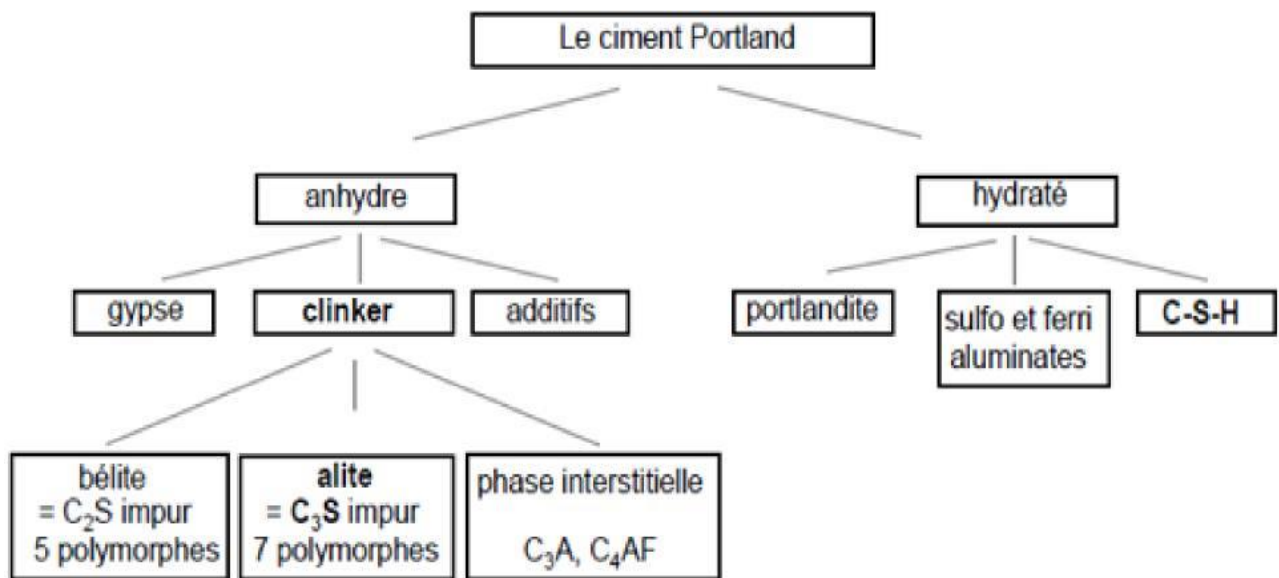 Le ciment Portland
anhydre
hydraté
gypse
clinker
additifs
portlandite
sulfo et ferri
aluminates
C-S-H
bélite
= C₂S impur
5 polymorphes
alite
= C₃S impur
7 polymorphes
phase interstitielle
C₃A, C₄AF